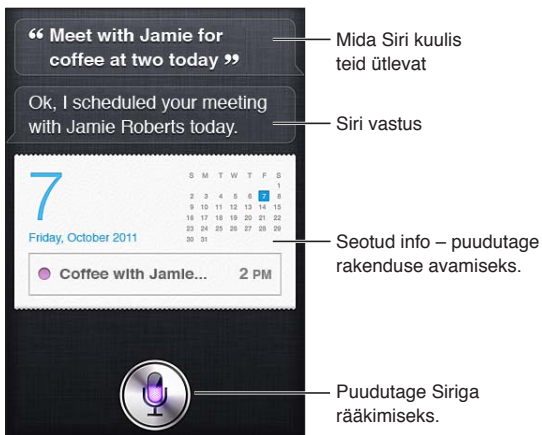 “ Meet with Jamie for
coffee at two today ”
Mida Siri kuulis
teid ütlevat
Ok, I scheduled your meeting
with Jamie Roberts today.
Siri vastus
7
Friday, October 2011
S M T W T F S
1
2 3 4 5 6 7 8
9 10 11 12 13 14 15
16 17 18 19 20 21 22
23 24 25 26 27 28 29
30 31
Seotud info – puudutage
rakenduse avamiseks.
Coffee with Jamie... 2 PM
Puudutage Siriga
rääkimiseks.